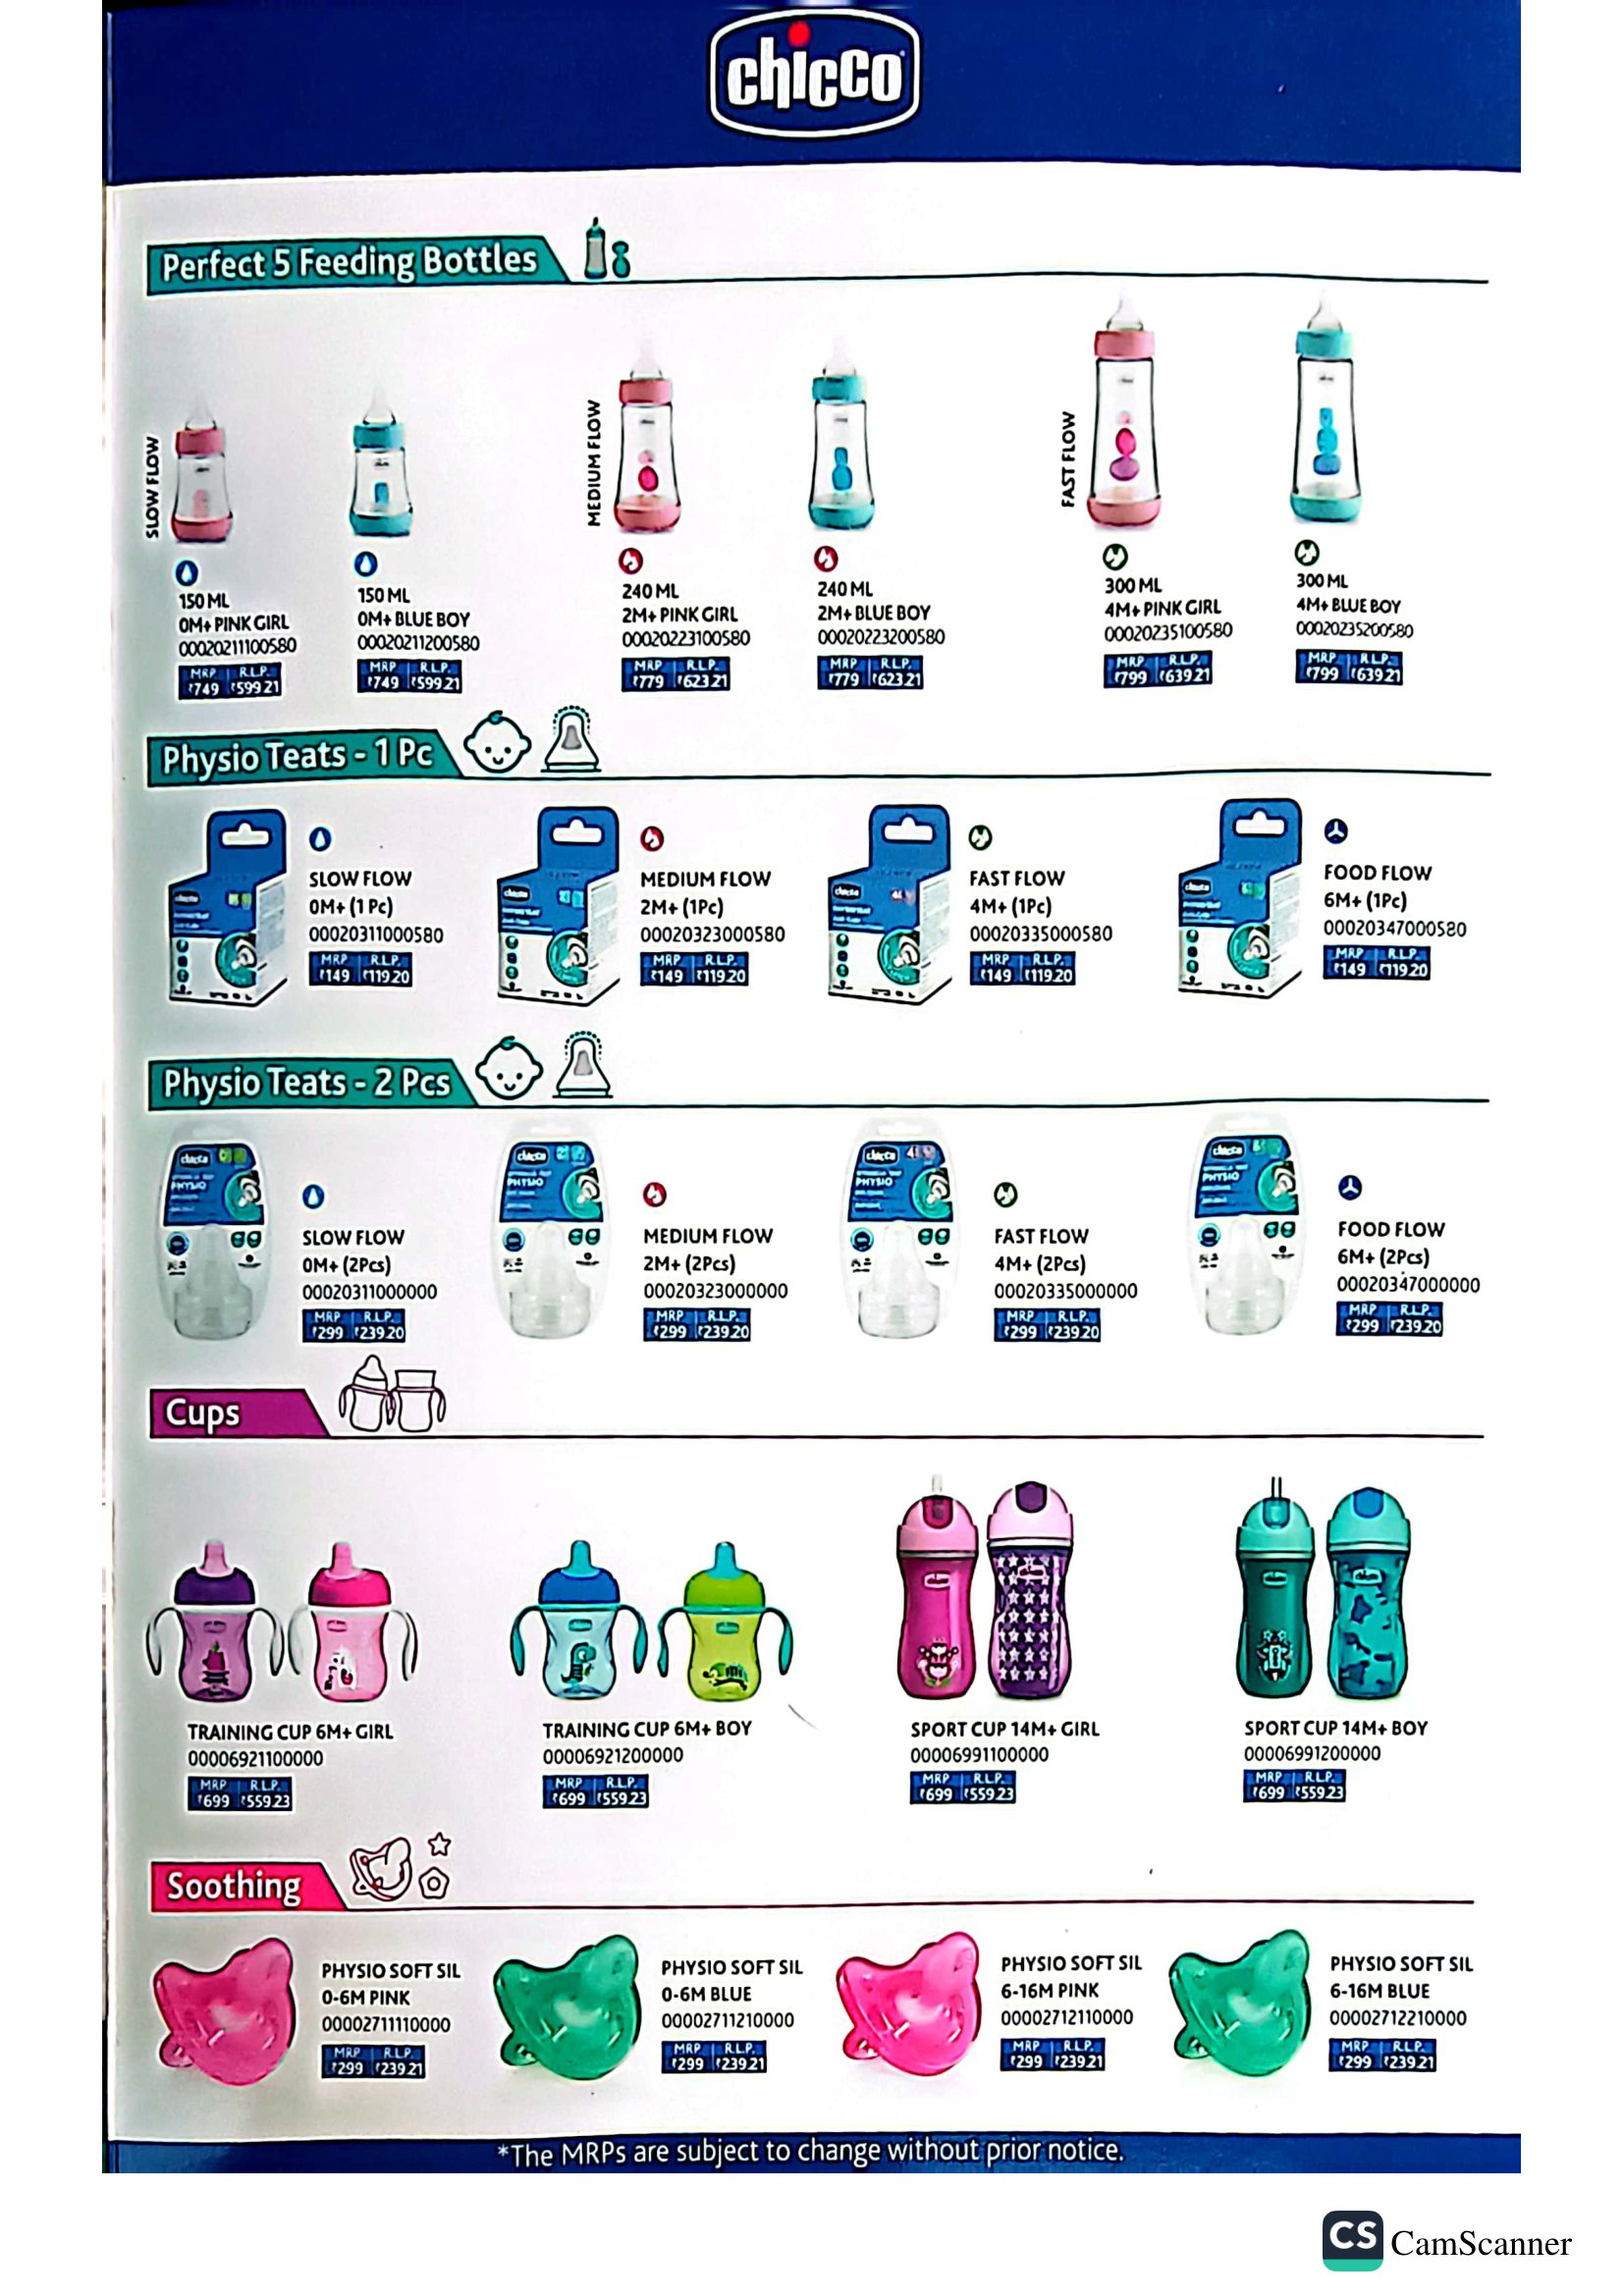 chicco
Perfect 5 Feeding Bottles
SLOW FLOW
150 ML
0M+ PINK GIRL
00020211100580
MRP R.L.P.
₹749 ₹599.21
150 ML
0M+ BLUE BOY
00020211200580
MRP R.L.P.
₹749 ₹599.21
MEDIUM FLOW
240 ML
2M+ PINK GIRL
00020223100580
MRP R.L.P.
₹779 ₹623.21
240 ML
2M+ BLUE BOY
00020223200580
MRP R.L.P.
₹779 ₹623.21
FAST FLOW
300 ML
4M+ PINK GIRL
00020235100580
MRP R.L.P.
₹799 ₹639.21
300 ML
4M+ BLUE BOY
00020235200580
MRP R.L.P.
₹799 ₹639.21
Physio Teats - 1 Pc
chicco
SLOW FLOW
0M+ (1 Pc)
00020311000580
MRP R.L.P.
₹149 ₹119.20
chicco
MEDIUM FLOW
2M+ (1Pc)
00020323000580
MRP R.L.P.
₹149 ₹119.20
chicco
FAST FLOW
4M+ (1Pc)
00020335000580
MRP R.L.P.
₹149 ₹119.20
chicco
FOOD FLOW
6M+ (1Pc)
00020347000580
MRP R.L.P.
₹149 ₹119.20
Physio Teats - 2 Pcs
chicco
PHYSIO
SLOW FLOW
0M+ (2Pcs)
00020311000000
MRP R.L.P.
₹299 ₹239.20
chicco
PHYSIO
MEDIUM FLOW
2M+ (2Pcs)
00020323000000
MRP R.L.P.
₹299 ₹239.20
chicco
PHYSIO
FAST FLOW
4M+ (2Pcs)
00020335000000
MRP R.L.P.
₹299 ₹239.20
chicco
PHYSIO
FOOD FLOW
6M+ (2Pcs)
00020347000000
MRP R.L.P.
₹299 ₹239.20
Cups
TRAINING CUP 6M+ GIRL
00006921100000
MRP R.L.P.
₹699 ₹559.23
TRAINING CUP 6M+ BOY
00006921200000
MRP R.L.P.
₹699 ₹559.23
SPORT CUP 14M+ GIRL
00006991100000
MRP R.L.P.
₹699 ₹559.23
SPORT CUP 14M+ BOY
00006991200000
MRP R.L.P.
₹699 ₹559.23
Soothing
PHYSIO SOFT SIL
0-6M PINK
00002711110000
MRP R.L.P.
₹299 ₹239.21
PHYSIO SOFT SIL
0-6M BLUE
00002711210000
MRP R.L.P.
₹299 ₹239.21
PHYSIO SOFT SIL
6-16M PINK
00002712110000
MRP R.L.P.
₹299 ₹239.21
PHYSIO SOFT SIL
6-16M BLUE
00002712210000
MRP R.L.P.
₹299 ₹239.21
*The MRPs are subject to change without prior notice.
CS CamScanner